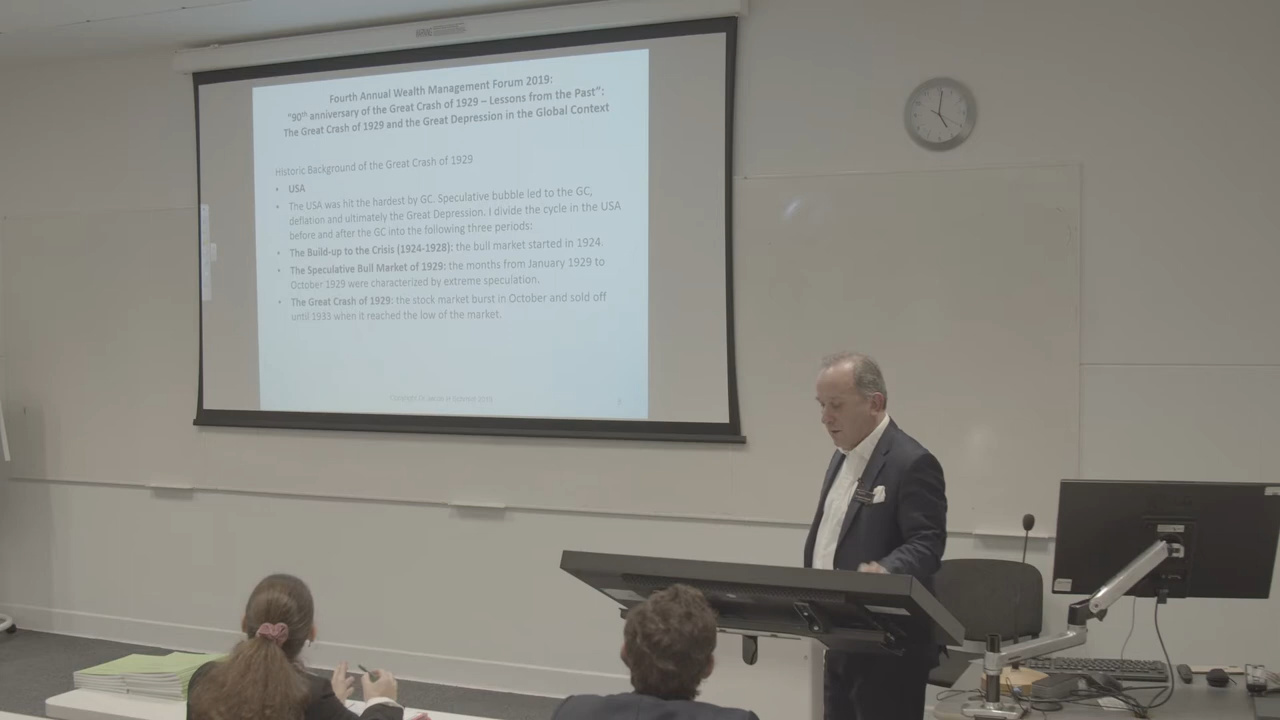 Fourth Annual Wealth Management Forum 2019:
"90th anniversary of the Great Crash of 1929 – Lessons from the Past":
The Great Crash of 1929 and the Great Depression in the Global Context
Historic Background of the Great Crash of 1929
• USA
• The USA was hit the hardest by GC. Speculative bubble led to the GC,
deflation and ultimately the Great Depression. I divide the cycle in the USA
before and after the GC into the following three periods:
• The Build-up to the Crisis (1924-1928): the bull market started in 1924.
• The Speculative Bull Market of 1929: the months from January 1929 to
October 1929 were characterized by extreme speculation.
• The Great Crash of 1929: the stock market burst in October and sold off
until 1933 when it reached the low of the market.